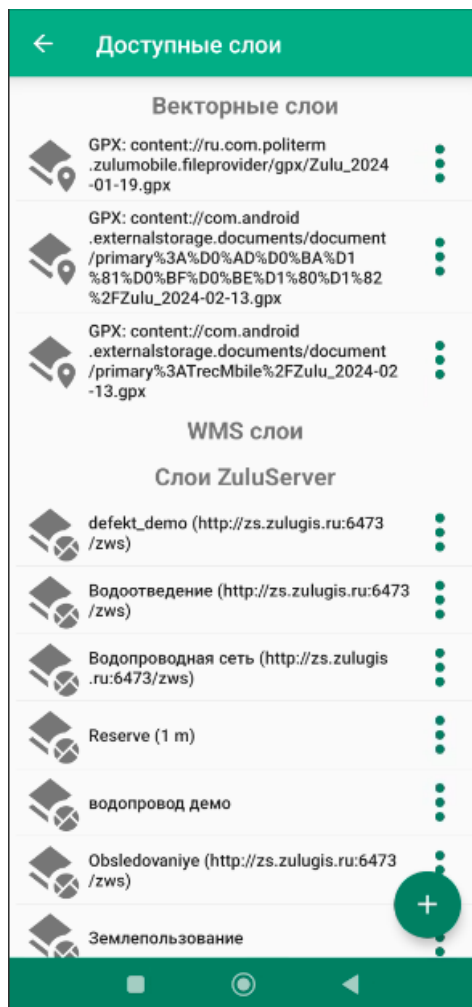 Доступные слои
Векторные слои
GPX: content://ru.com.politerm
.zulumobile.fileprovider/gpx/Zulu_2024
-01-19.gpx
GPX: content://com.android
.externalstorage.documents/document
/primary%3A%D0%AD%D0%BA%D1
%81%D0%BF%D0%BE%D1%80%D1%82
%2FZulu_2024-02-13.gpx
GPX: content://com.android
.externalstorage.documents/document
/primary%3ATrecMbile%2FZulu_2024-02
-13.gpx
WMS слои
Слои ZuluServer
defekt_demo (http://zs.zulugis.ru:6473
/zws)
Водоотведение (http://zs.zulugis.ru:6473
/zws)
Водопроводная сеть (http://zs.zulugis
.ru:6473/zws)
Reserve (1 m)
водопровод демо
Obsledovaniye (http://zs.zulugis.ru:6473
/zws)
Землепользование